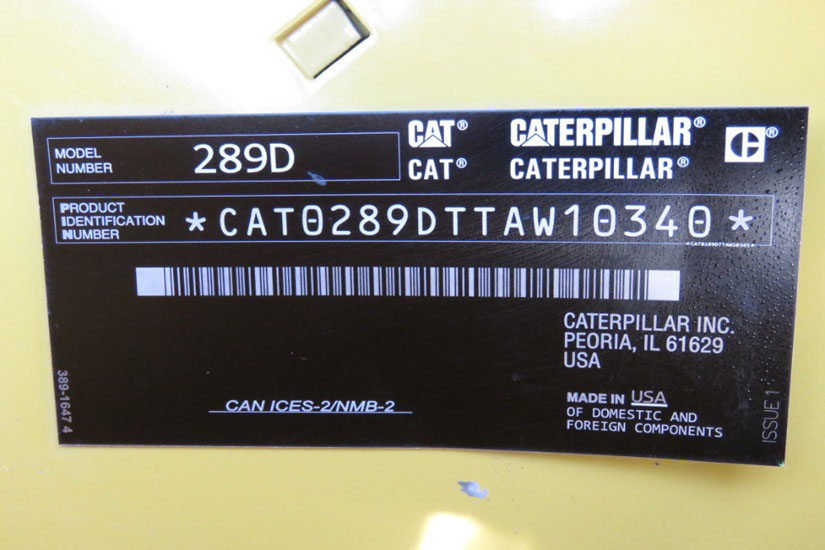 MODEL NUMBER 289D
CAT® CATERPILLAR®
CAT® CATERPILLAR®
PRODUCT IDENTIFICATION NUMBER *CAT0289DTTAW10340*
*CAT0289DTTAW10340*
CATERPILLAR INC.
PEORIA, IL 61629
USA
CAN ICES-2/NMB-2
MADE IN USA
OF DOMESTIC AND
FOREIGN COMPONENTS
389-1647 4
ISSUE 1